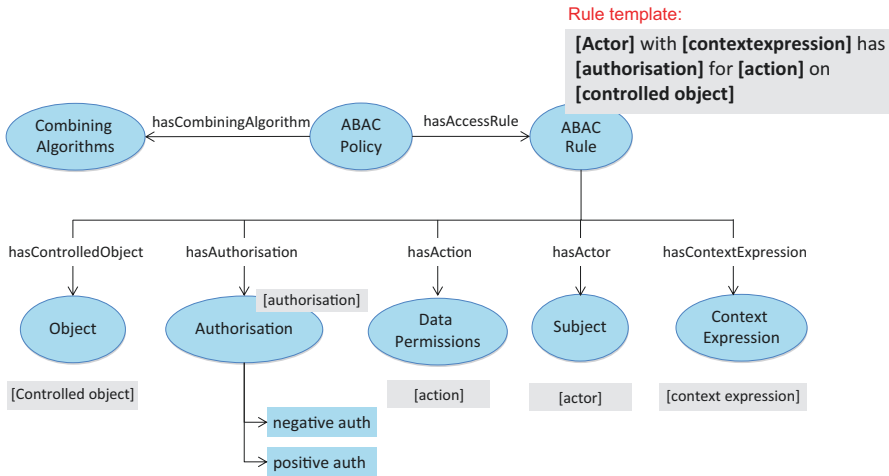 Rule template:
[Actor] with [contextexpression] has
[authorisation] for [action] on
[controlled object]
Combining
Algorithms
hasCombiningAlgorithm
ABAC
Policy
hasAccessRule
ABAC
Rule
hasControlledObject
hasAuthorisation
hasAction
hasActor
hasContextExpression
Object
[authorisation]
Authorisation
Data
Permissions
Subject
Context
Expression
[Controlled object]
[action]
[actor]
[context expression]
negative auth
positive auth